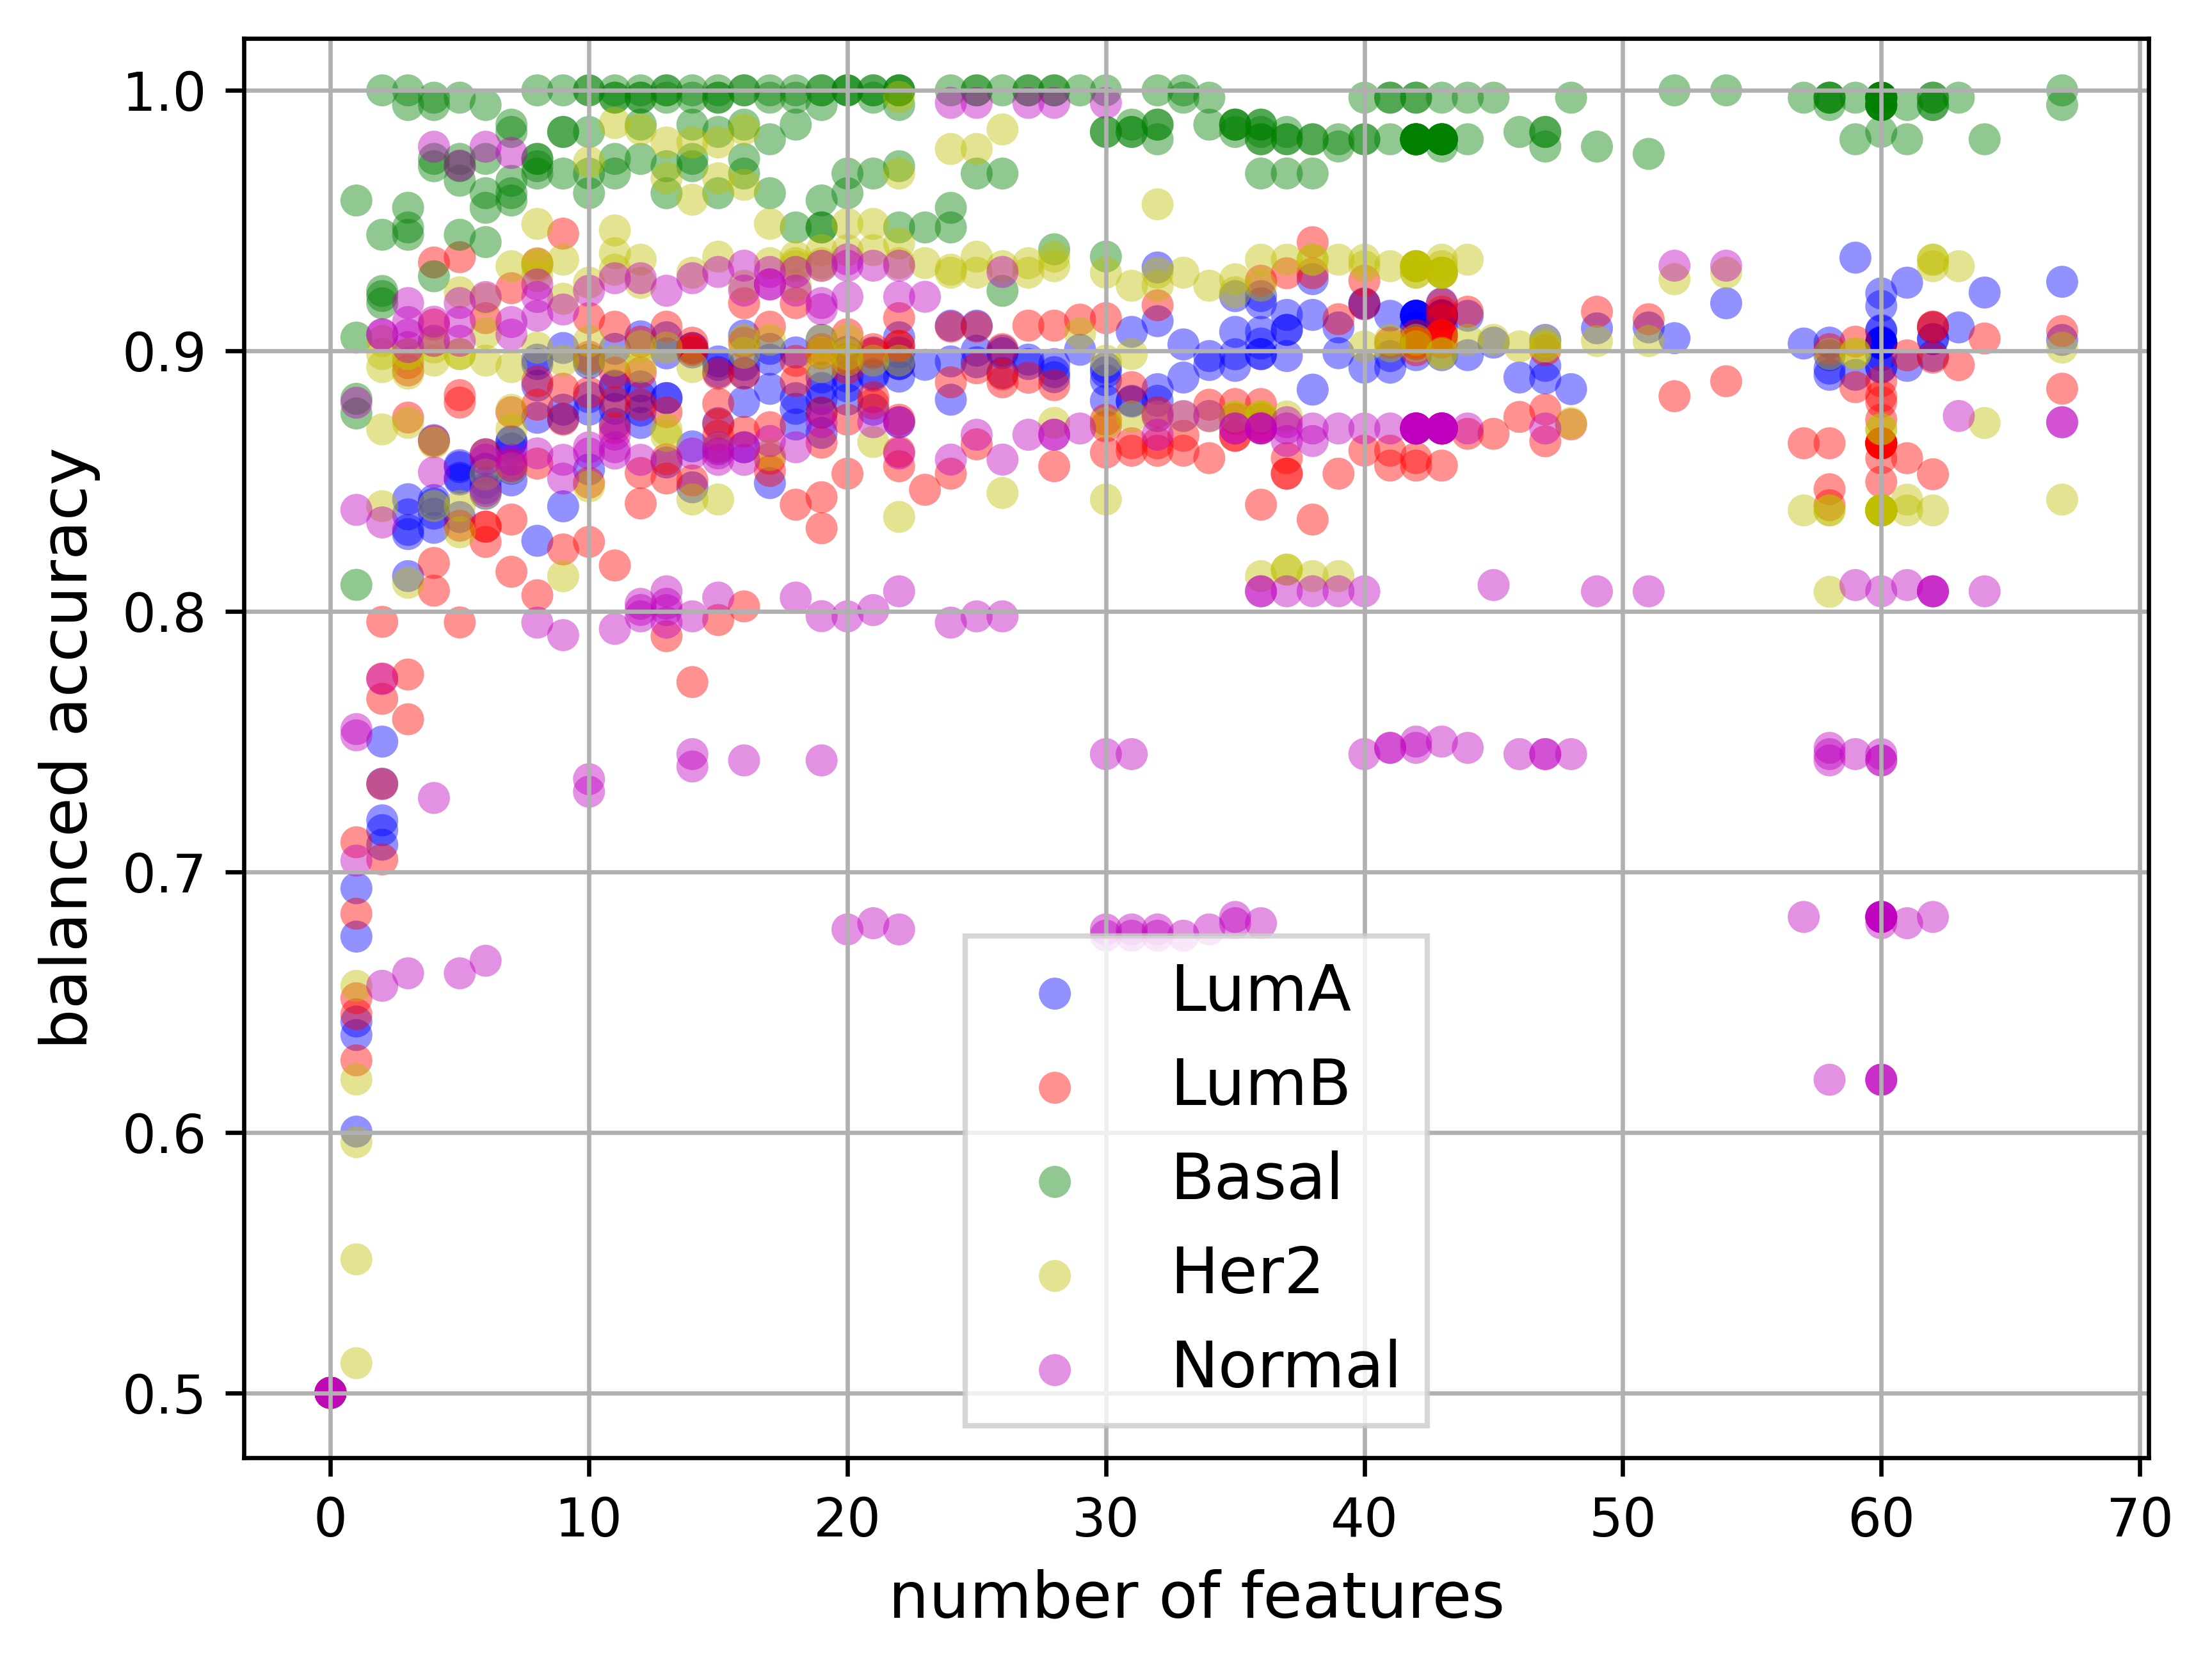 1.0
0.9
0.8
0.7
0.6
0.5
balanced accuracy
LumA
LumB
Basal
Her2
Normal
0 10 20 30 40 50 60 70
number of features